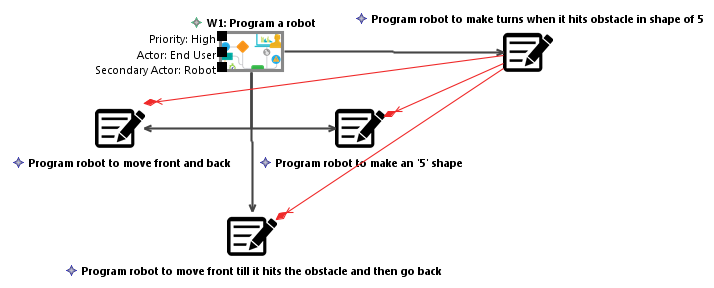 W1: Program a robot
Program robot to make turns when it hits obstacle in shape of 5
Priority: High
Actor: End User
Secondary Actor: Robot
Program robot to move front and back
Program robot to make an '5' shape
Program robot to move front till it hits the obstacle and then go back